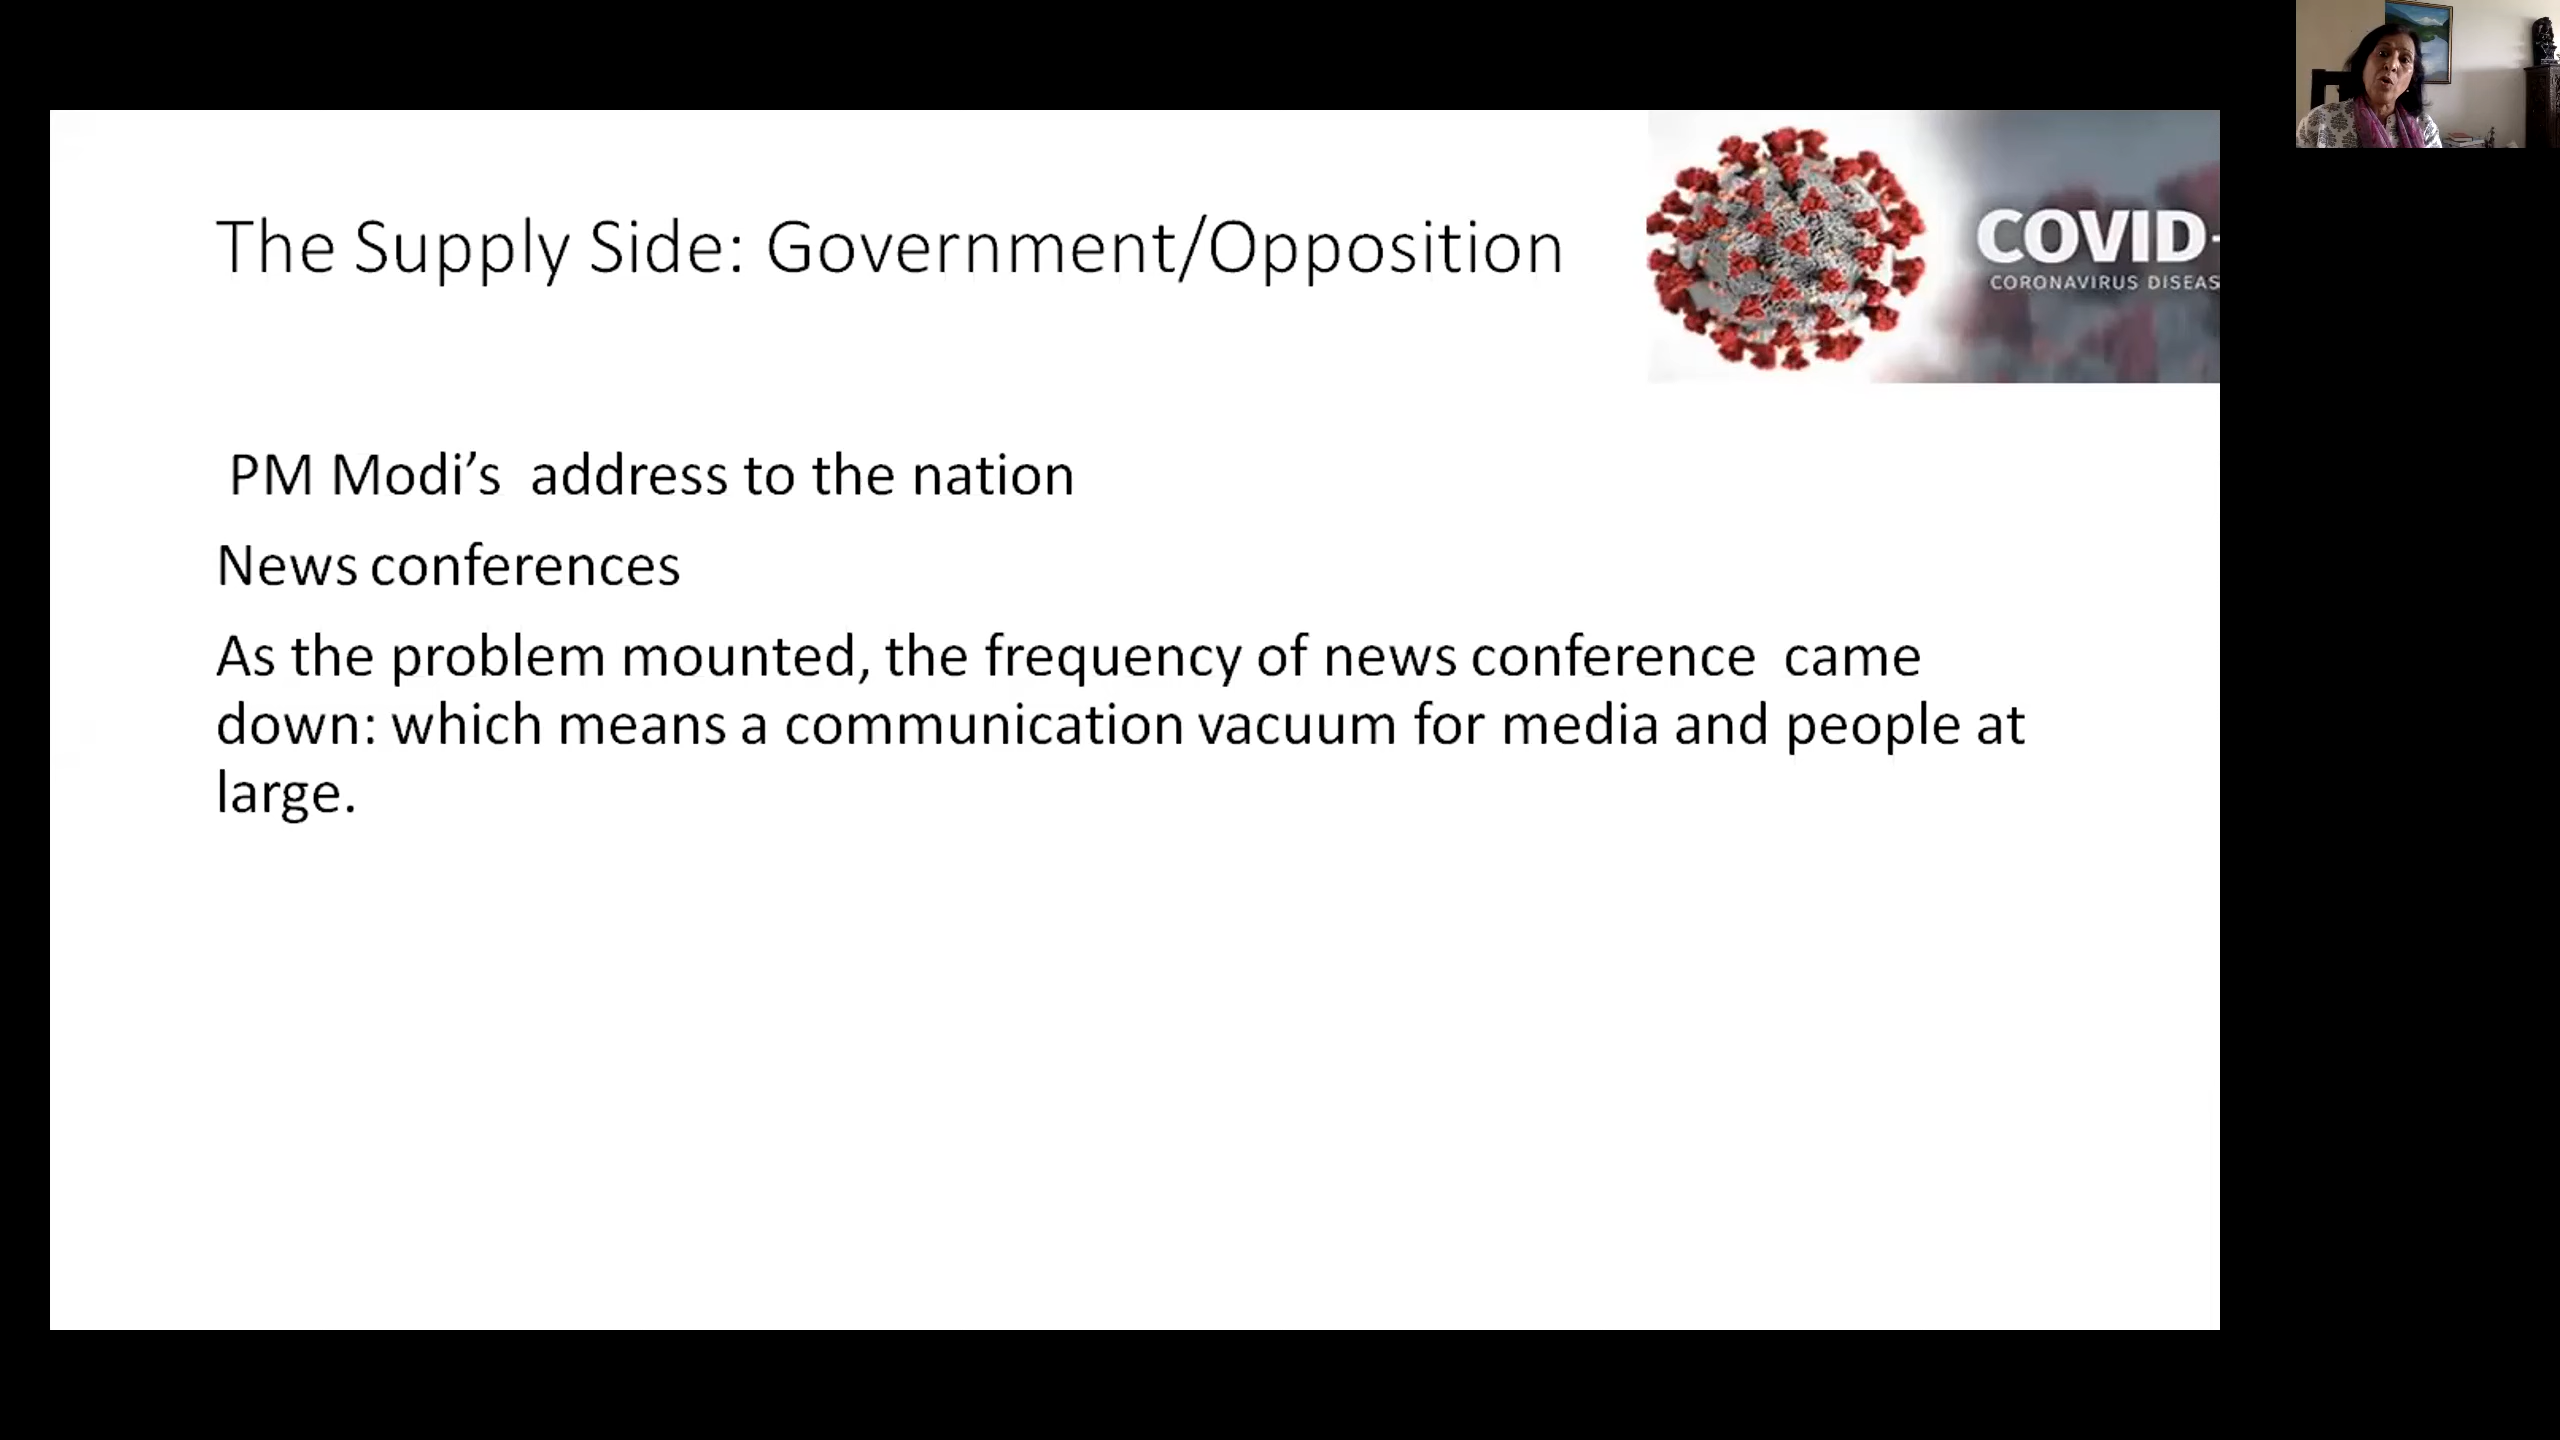 The Supply Side: Government/Opposition
COVID-
CORONAVIRUS DISEAS
PM Modi’s  address to the nation
News conferences
As the problem mounted, the frequency of news conference  came
down: which means a communication vacuum for media and people at
large.